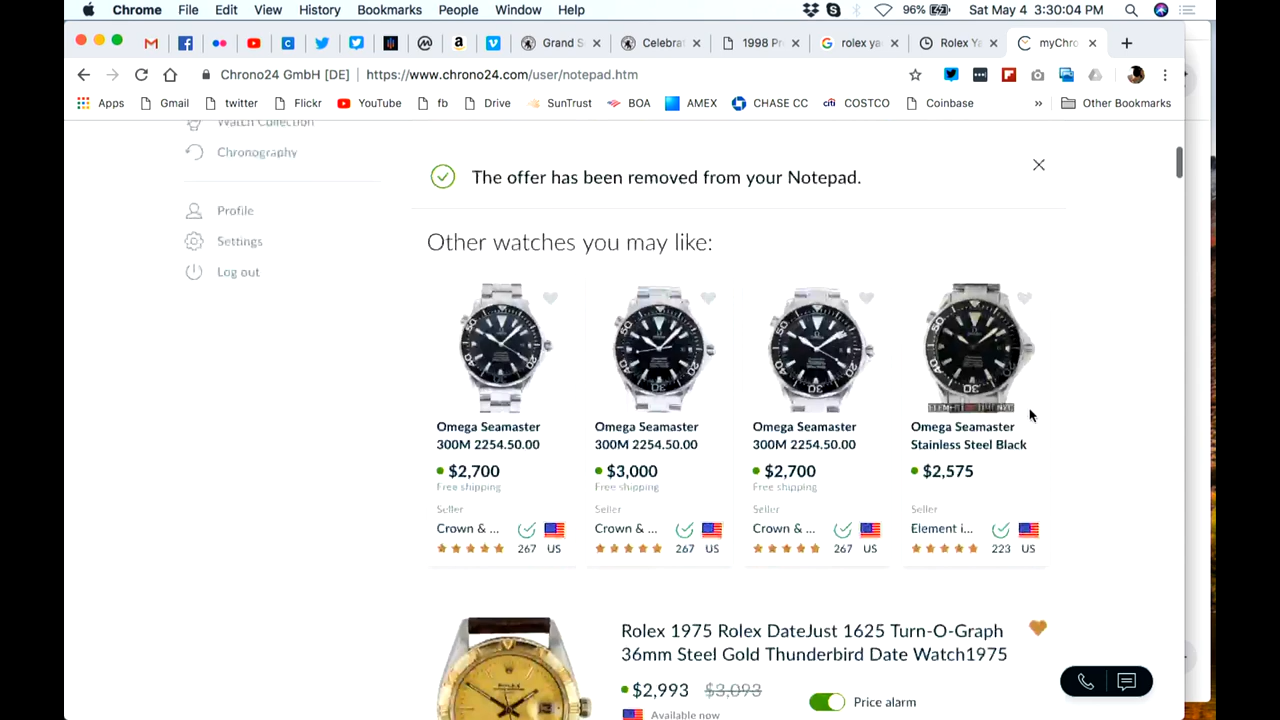 Chrome File Edit View History Bookmarks People Window Help 96% Sat May 4 3:30:04 PM
Grand S Celebrat 1998 Pr rolex ya Rolex Ya myChro
Chrono24 GmbH [DE] https://www.chrono24.com/user/notepad.htm
Apps Gmail twitter Flickr YouTube fb Drive SunTrust BOA AMEX CHASE CC COSTCO Coinbase » Other Bookmarks
Watch Collection
Chronography
Profile
Settings
Log out
The offer has been removed from your Notepad.
Other watches you may like:
Omega Seamaster
300M 2254.50.00
$2,700
Free shipping
Seller
Crown & ...
267 US
Omega Seamaster
300M 2254.50.00
$3,000
Free shipping
Seller
Crown & ...
267 US
Omega Seamaster
300M 2254.50.00
$2,700
Free shipping
Seller
Crown & ...
267 US
Omega Seamaster
Stainless Steel Black
$2,575
Seller
Element i...
223 US
Rolex 1975 Rolex DateJust 1625 Turn-O-Graph
36mm Steel Gold Thunderbird Date Watch1975
$2,993 $3,093
Available now
Price alarm